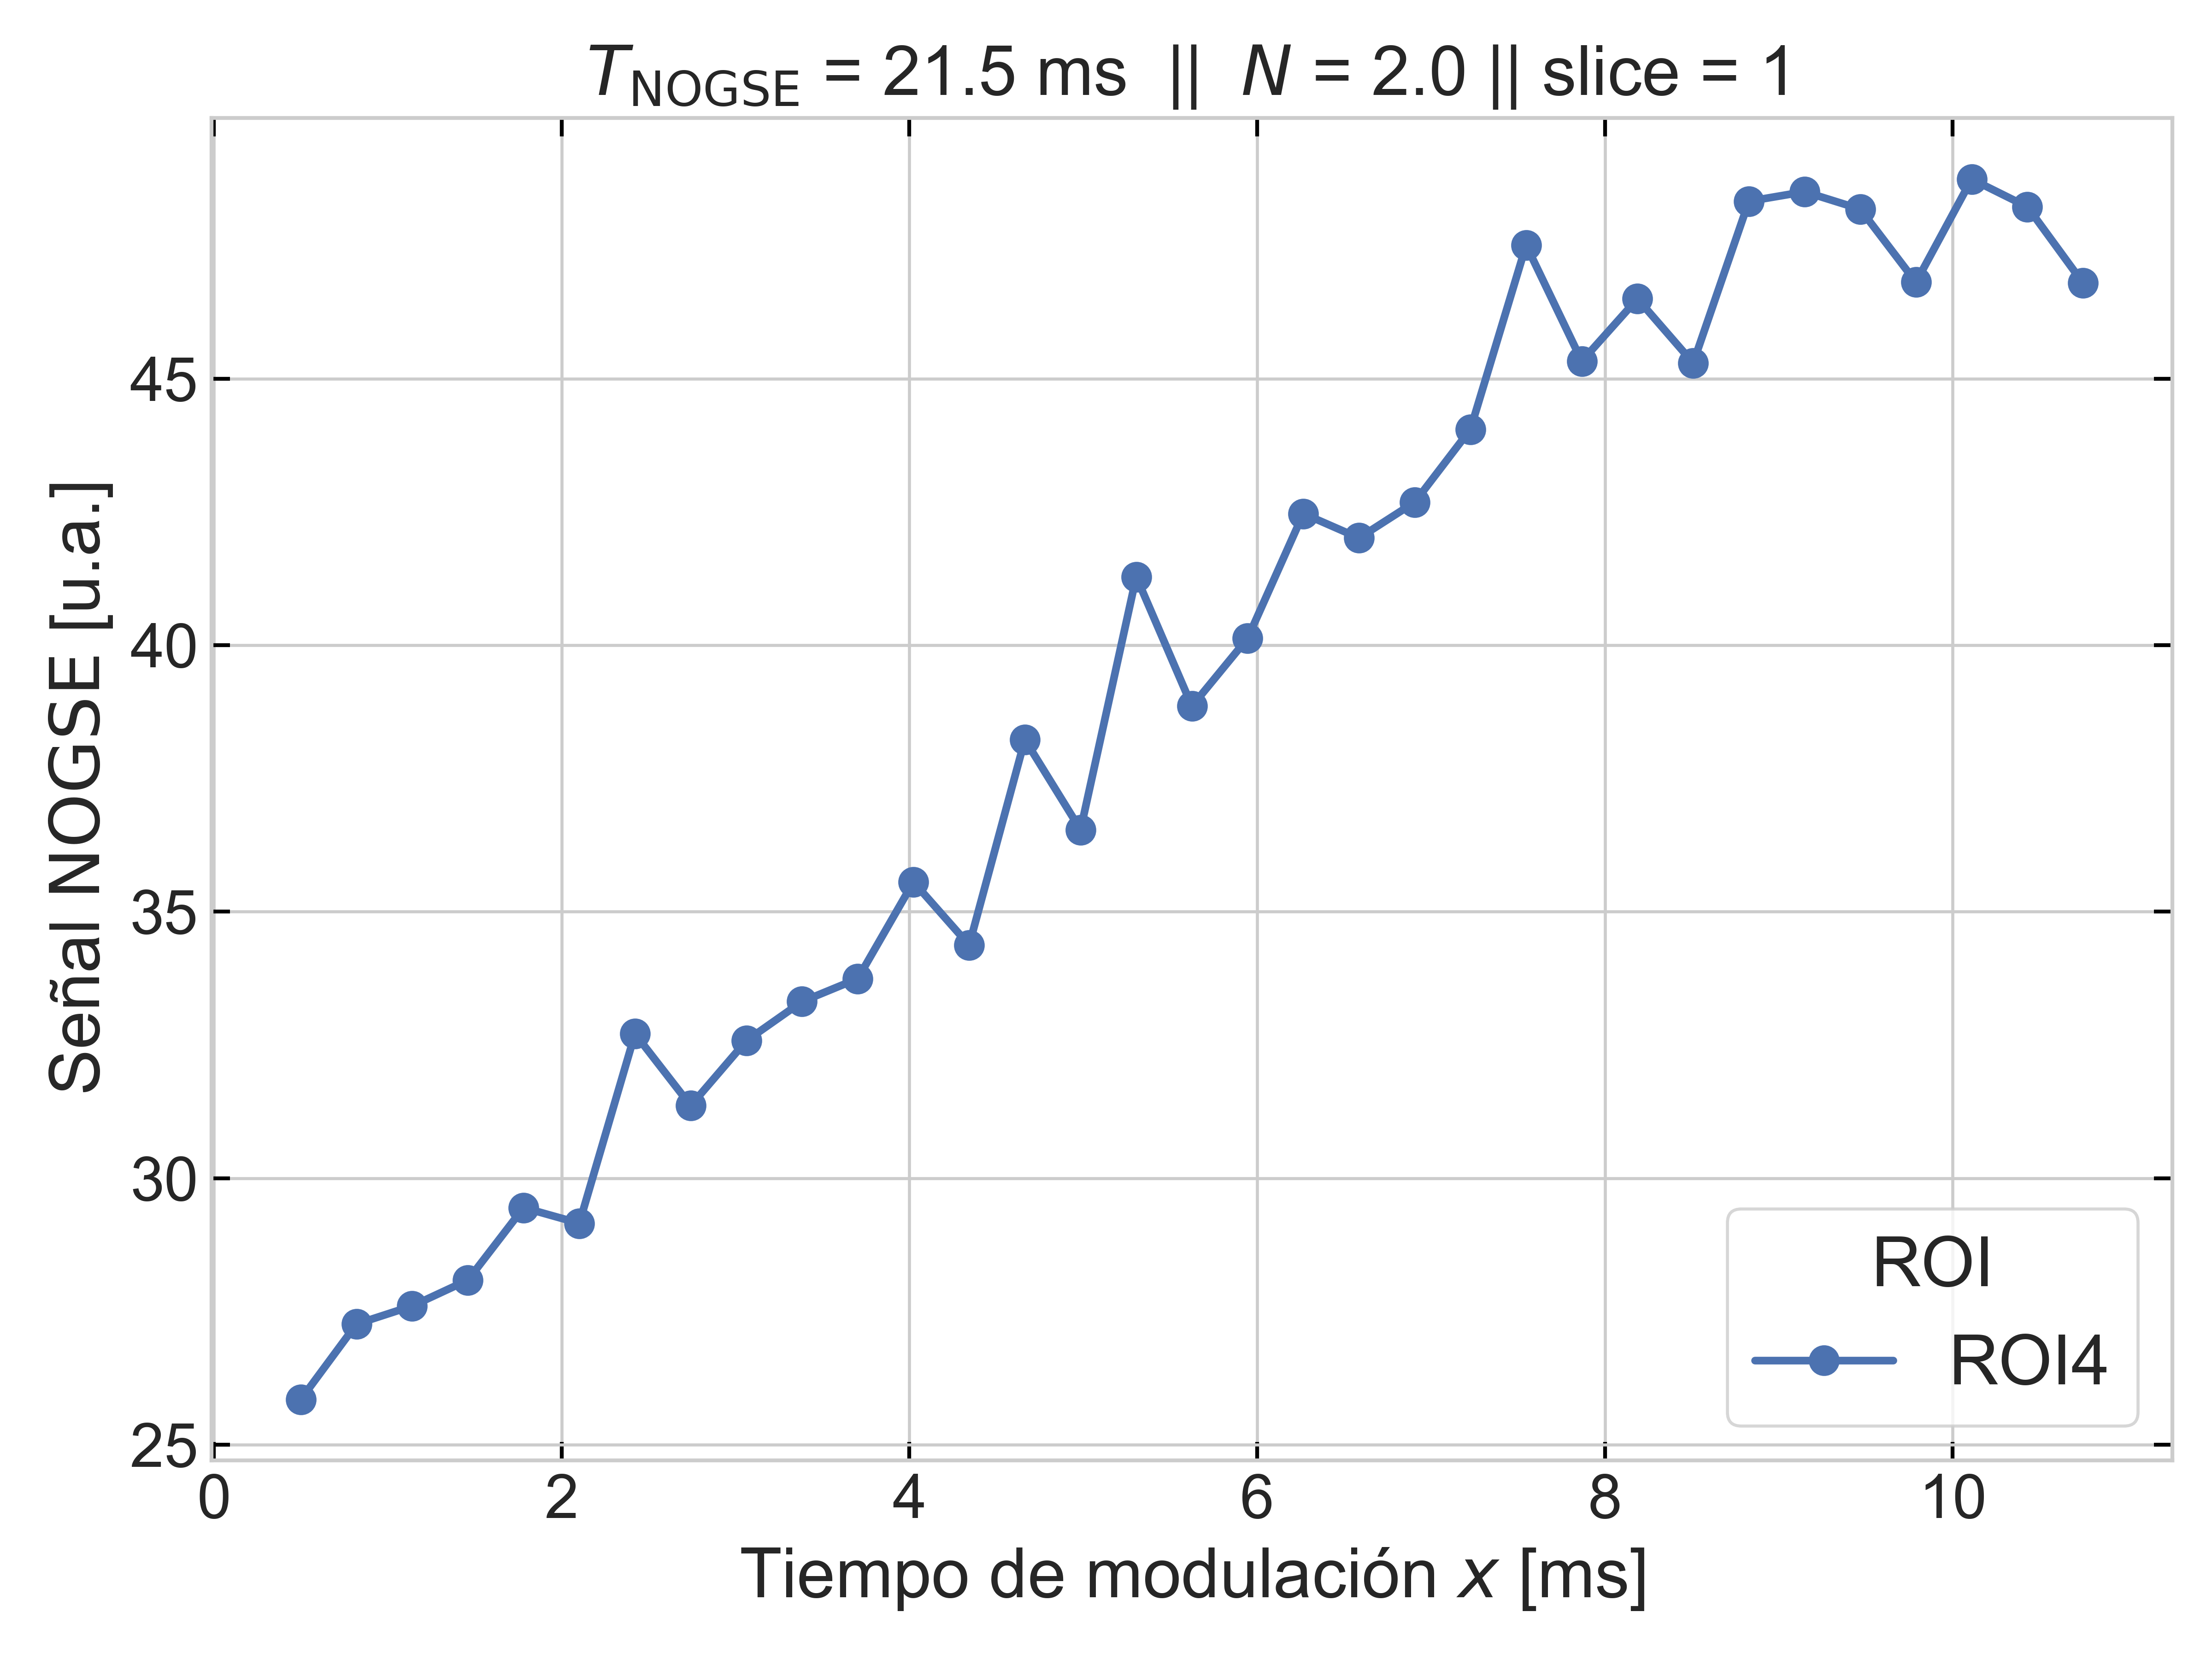 T_NOGSE = 21.5 ms || N = 2.0 || slice = 1
Señal NOGSE [u.a.]
45
40
35
30
25
0 2 4 6 8 10
Tiempo de modulación x [ms]
ROI
ROI4